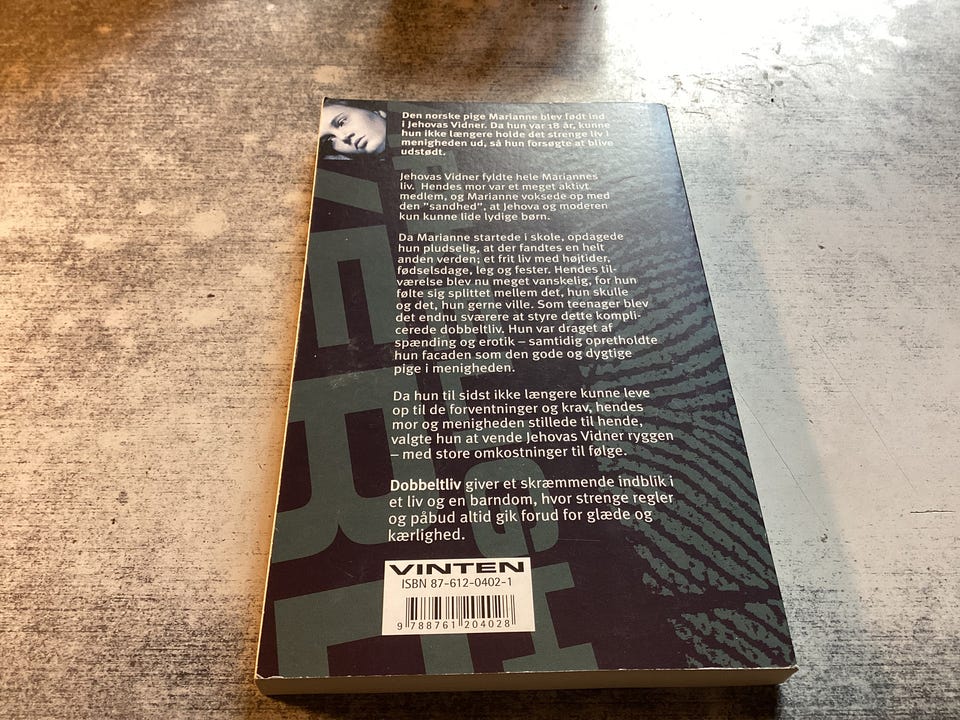 Den norske pige Marianne blev født ind
i Jehovas Vidner. Da hun var 18 år, kunne
hun ikke længere holde det strenge liv i
menigheden ud, så hun forsøgte at blive
udstødt.
Jehovas Vidner fyldte hele Mariannes
liv. Hendes mor var et meget aktivt
medlem, og Marianne voksede op med
den "sandhed", at Jehova og moderen
kun kunne lide lydige børn.
Da Marianne startede i skole, opdagede
hun pludselig, at der fandtes en helt
anden verden; et frit liv med højtider,
fødselsdage, leg og fester. Hendes til-
værelse blev nu meget vanskelig, for hun
følte sig splittet mellem det, hun skulle
og det, hun gerne ville. Som teenager blev
det endnu sværere at styre dette kompli-
cerede dobbeltliv. Hun var draget af
spænding og erotik – samtidig opretholdte
hun facaden som den gode og dygtige
pige i menigheden.
Da hun til sidst ikke længere kunne leve
op til de forventninger og krav, hendes
mor og menigheden stillede til hende,
valgte hun at vende Jehovas Vidner ryggen
– med store omkostninger til følge.
Dobbeltliv giver et skræmmende indblik i
et liv og en barndom, hvor strenge regler
og påbud altid gik forud for glæde og
kærlighed.
VINTEN
ISBN 87-612-0402-1
9 788761 204028